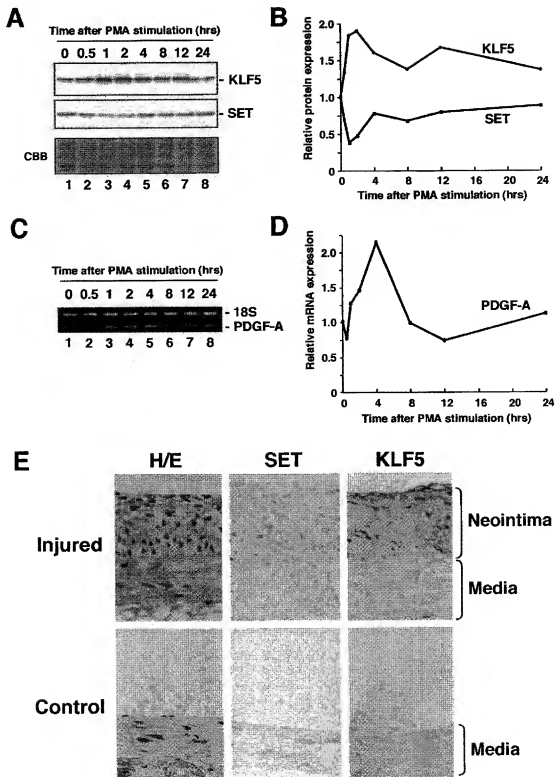 A
Time after PMA stimulation (hrs)
0 0.5 1 2 4 8 12 24
- KLF5
- SET
CBB
1 2 3 4 5 6 7 8
B
Relative protein expression
2.0
1.5
1.0
0.5
0
KLF5
SET
0 4 8 12 16 20 24
Time after PMA stimulation (hrs)
C
Time after PMA stimulation (hrs)
0 0.5 1 2 4 8 12 24
- 18S
- PDGF-A
1 2 3 4 5 6 7 8
D
Relative mRNA expression
2.0
1.5
1.0
0.5
0
PDGF-A
0 4 8 12 16 20 24
Time after PMA stimulation (hrs)
E
H/E SET KLF5
Injured
Neointima
Media
Control
Media